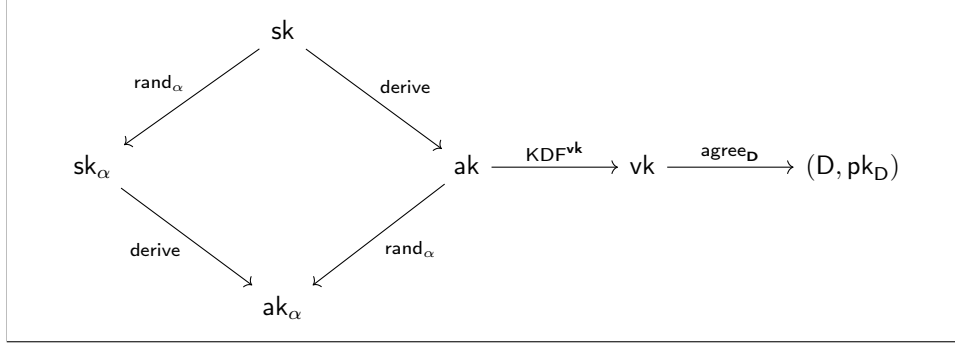 sk
rand_α derive
sk_α ak KDF^vk vk agree_D (D, pk_D)
derive rand_α
ak_α